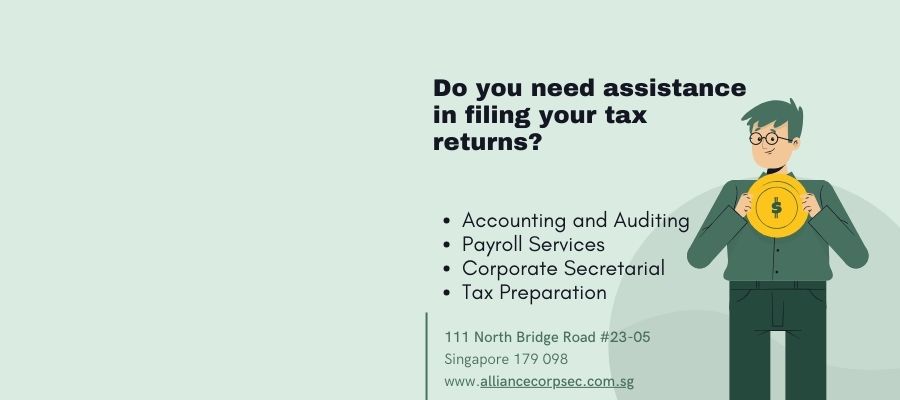 Do you need assistance
in filing your tax
returns?
• Accounting and Auditing
• Payroll Services
• Corporate Secretarial
• Tax Preparation
111 North Bridge Road #23-05
Singapore 179 098
www.alliancecorpsec.com.sg
$